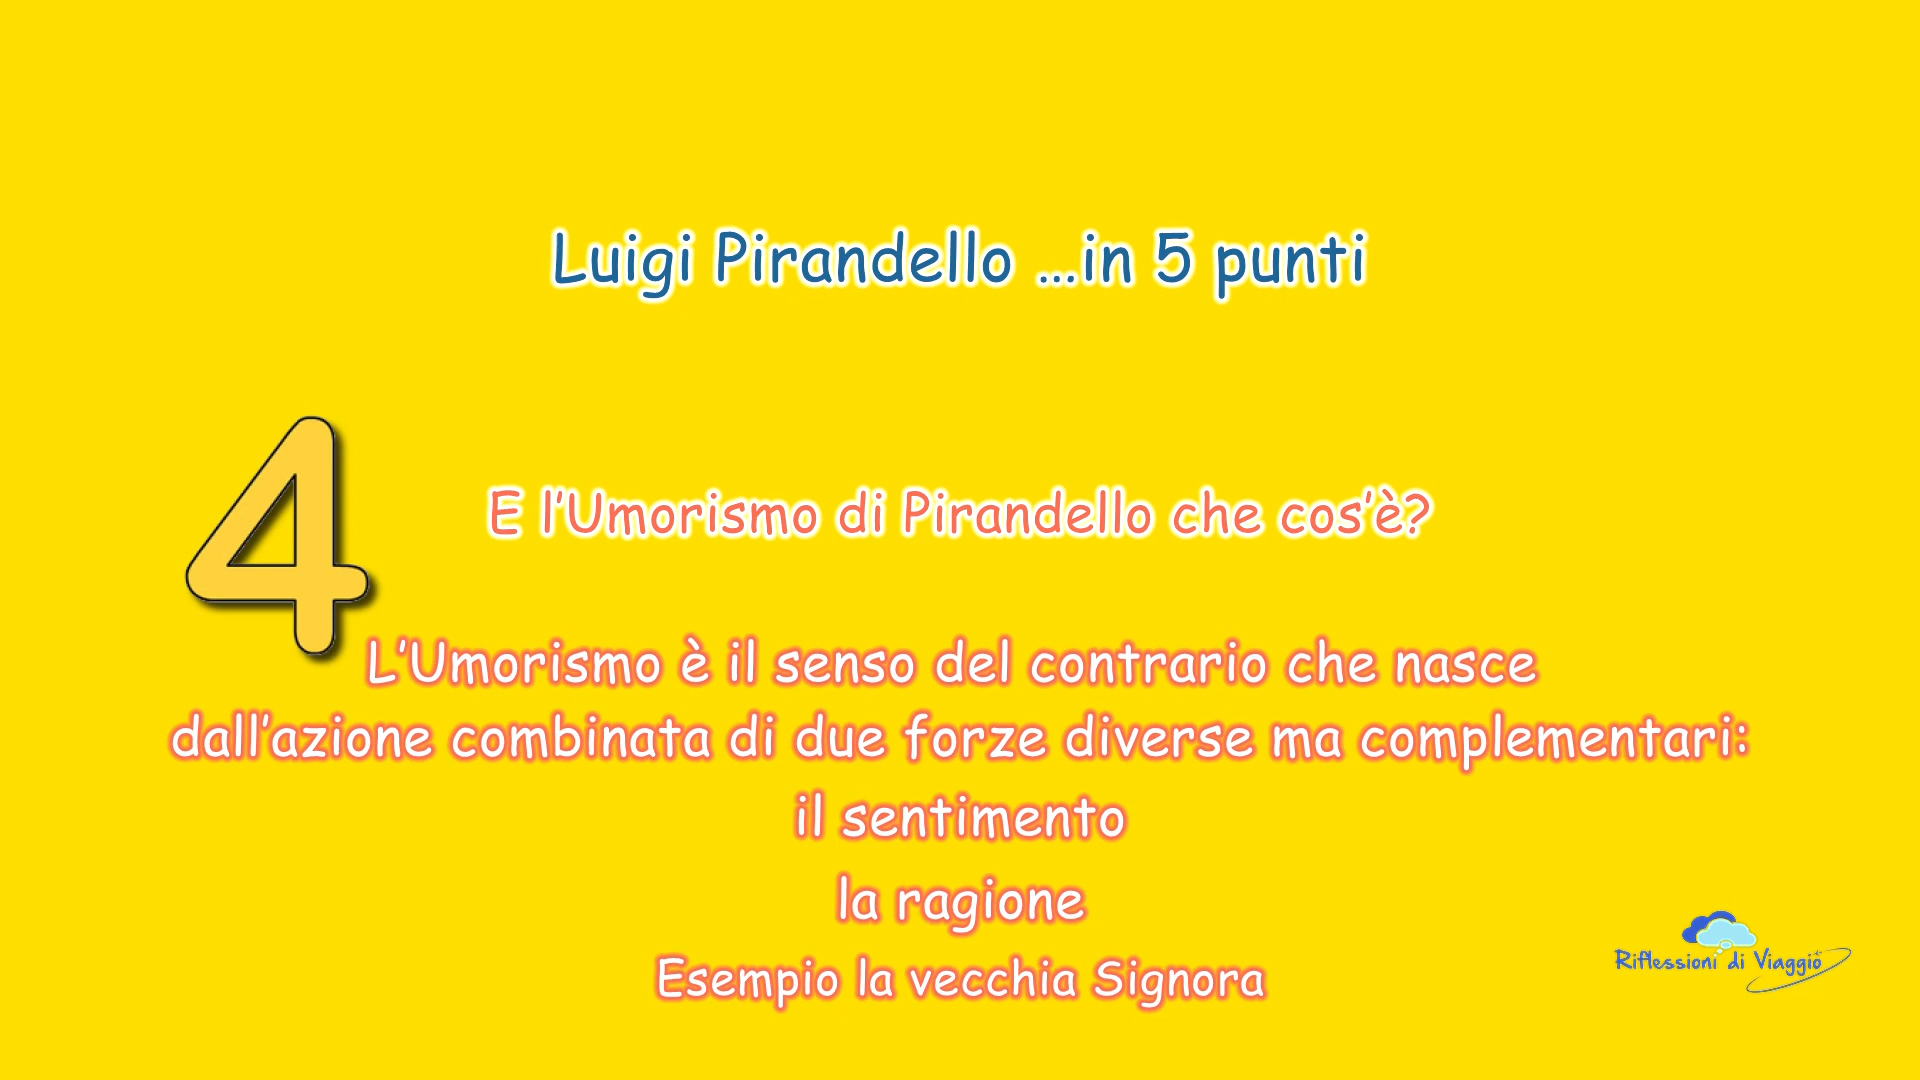 Luigi Pirandello ...in 5 punti
4
E l'Umorismo di Pirandello che cos'è?
L'Umorismo è il senso del contrario che nasce
dall'azione combinata di due forze diverse ma complementari:
il sentimento
la ragione
Esempio la vecchia Signora
Riflessioni di Viaggio